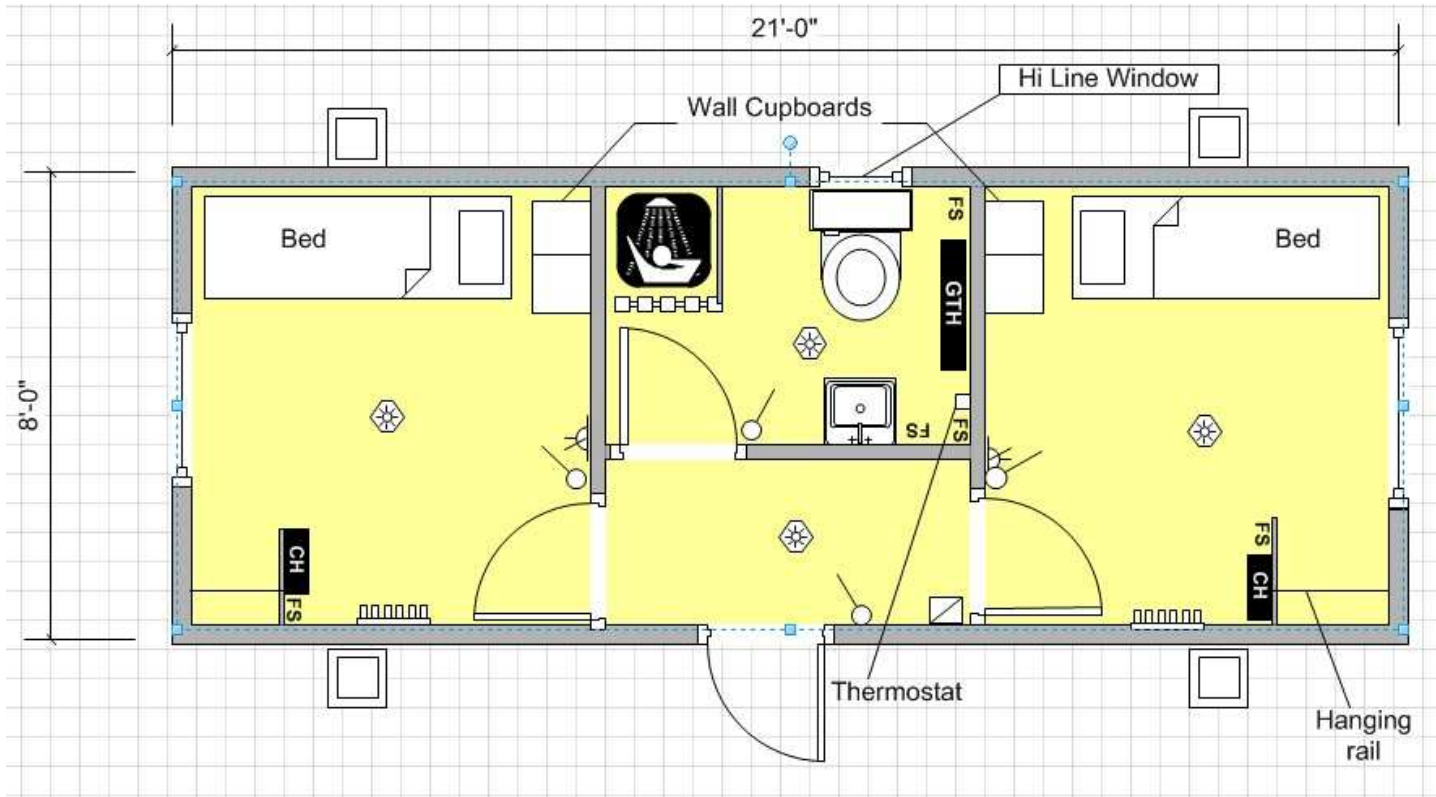 21'-0"
Hi Line Window
Wall Cupboards
8'-0"
Bed
Bed
FS
GTH
FS
FS
CH
FS
FS
CH
Thermostat
Hanging
rail